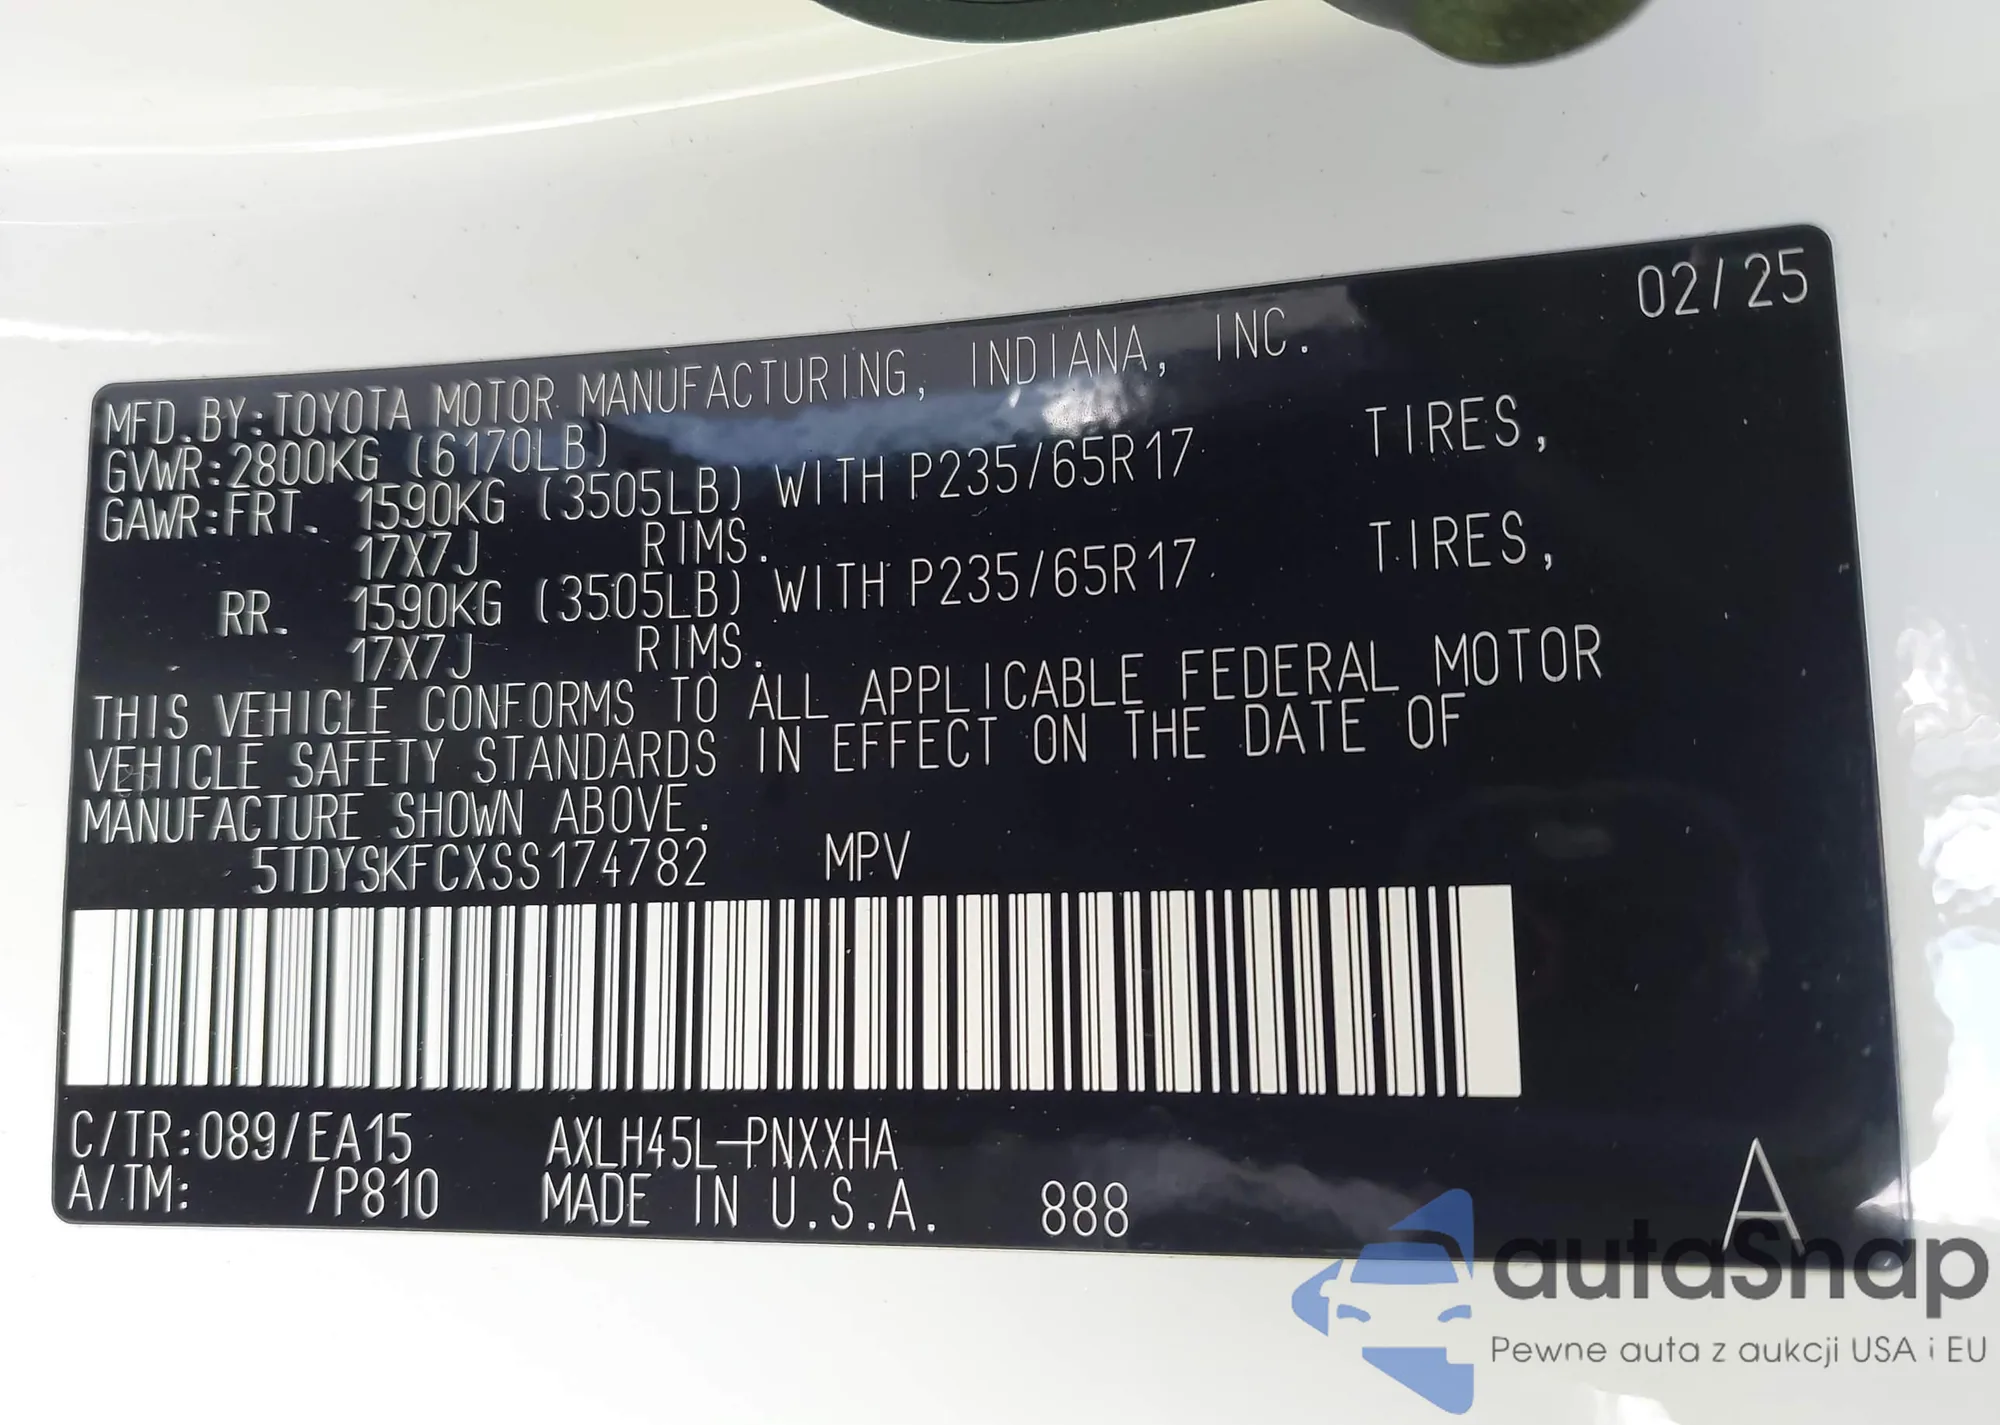 02/25
MFD.BY:TOYOTA MOTOR MANUFACTURING, INDIANA, INC.
GVWR:2800KG (6170LB)
GAWR:FRT. 1590KG (3505LB) WITH P235/65R17 TIRES,
17X7J RIMS.
RR. 1590KG (3505LB) WITH P235/65R17 TIRES,
17X7J RIMS.
THIS VEHICLE CONFORMS TO ALL APPLICABLE FEDERAL MOTOR
VEHICLE SAFETY STANDARDS IN EFFECT ON THE DATE OF
MANUFACTURE SHOWN ABOVE.
5TDYSKFCXSS174782 MPV
C/TR:089/EA15 AXLH45L-PNXXHA
A/TM: /P810 MADE IN U.S.A. 888
A
autaSnap
Pewne auta z aukcji USA i EU